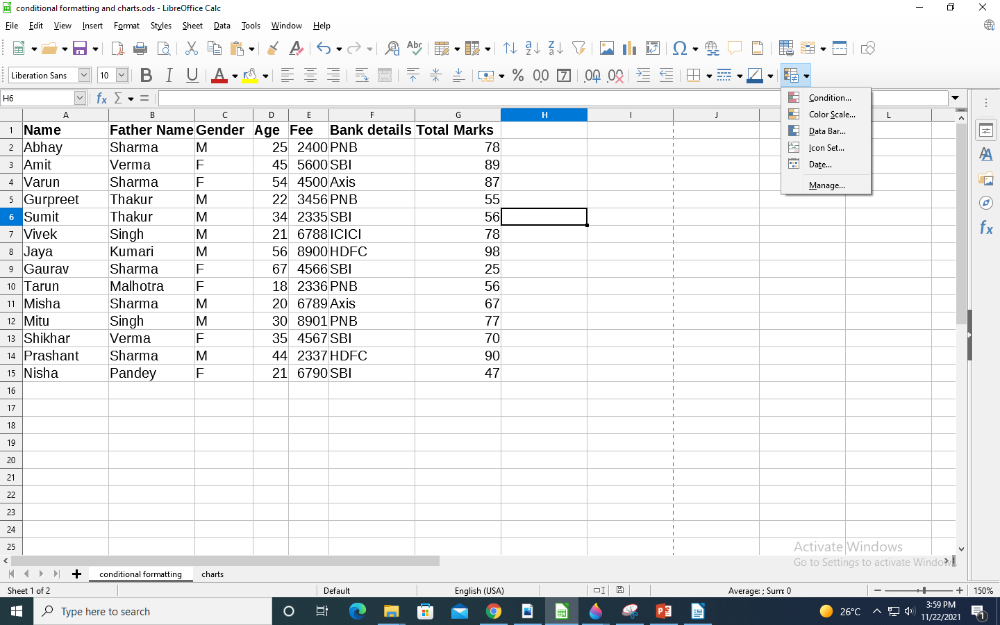 conditional formatting and charts.ods - LibreOffice Calc
File Edit View Insert Format Styles Sheet Data Tools Window Help
Liberation Sans 10
H6
Condition...
Color Scale...
Data Bar...
Icon Set...
Date...
Manage...
A B C D E F G H I J L
1 Name Father Name Gender Age Fee Bank details Total Marks
2 Abhay Sharma M 25 2400 PNB 78
3 Amit Verma F 45 5600 SBI 89
4 Varun Sharma F 54 4500 Axis 87
5 Gurpreet Thakur M 22 3456 PNB 55
6 Sumit Thakur M 34 2335 SBI 56
7 Vivek Singh M 21 6788 ICICI 78
8 Jaya Kumari M 56 8900 HDFC 98
9 Gaurav Sharma F 67 4566 SBI 25
10 Tarun Malhotra F 18 2336 PNB 56
11 Misha Sharma M 20 6789 Axis 67
12 Mitu Singh M 30 8901 PNB 77
13 Shikhar Verma F 35 4567 SBI 70
14 Prashant Sharma M 44 2337 HDFC 90
15 Nisha Pandey F 21 6790 SBI 47
16
17
18
19
20
21
22
23
24
25
Activate Windows
Go to Settings to activate Windows.
conditional formatting charts
Sheet 1 of 2 Default English (USA) Average: ; Sum: 0 150%
Type here to search 26°C 3:59 PM
11/22/2021 1